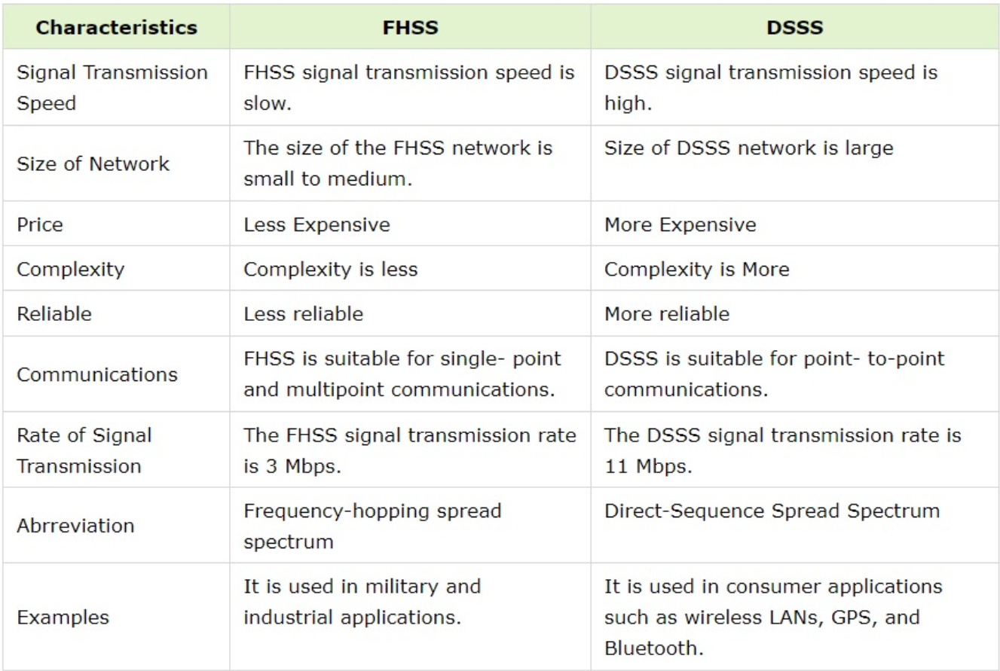 Characteristics FHSS DSSS
Signal Transmission Speed FHSS signal transmission speed is slow. DSSS signal transmission speed is high.
Size of Network The size of the FHSS network is small to medium. Size of DSSS network is large
Price Less Expensive More Expensive
Complexity Complexity is less Complexity is More
Reliable Less reliable More reliable
Communications FHSS is suitable for single- point and multipoint communications. DSSS is suitable for point- to-point communications.
Rate of Signal Transmission The FHSS signal transmission rate is 3 Mbps. The DSSS signal transmission rate is 11 Mbps.
Abrreviation Frequency-hopping spread spectrum Direct-Sequence Spread Spectrum
Examples It is used in military and industrial applications. It is used in consumer applications such as wireless LANs, GPS, and Bluetooth.